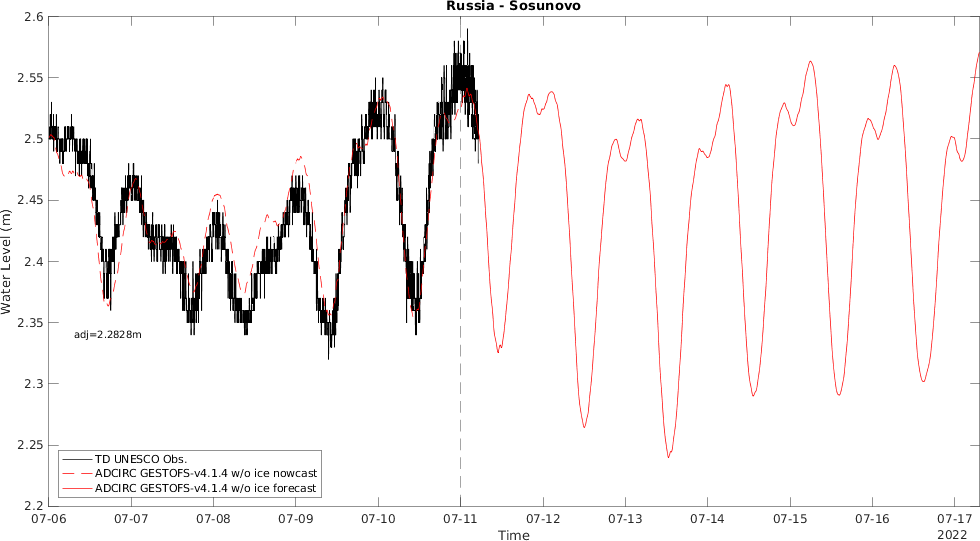 Russia - Sosunovo
2.6
2.55
2.5
2.45
2.4
2.35
2.3
2.25
2.2
Water Level (m)
adj=2.2828m
TD UNESCO Obs.
ADCIRC GESTOFS-v4.1.4 w/o ice nowcast
ADCIRC GESTOFS-v4.1.4 w/o ice forecast
07-06 07-07 07-08 07-09 07-10 07-11 07-12 07-13 07-14 07-15 07-16 07-17
Time 2022